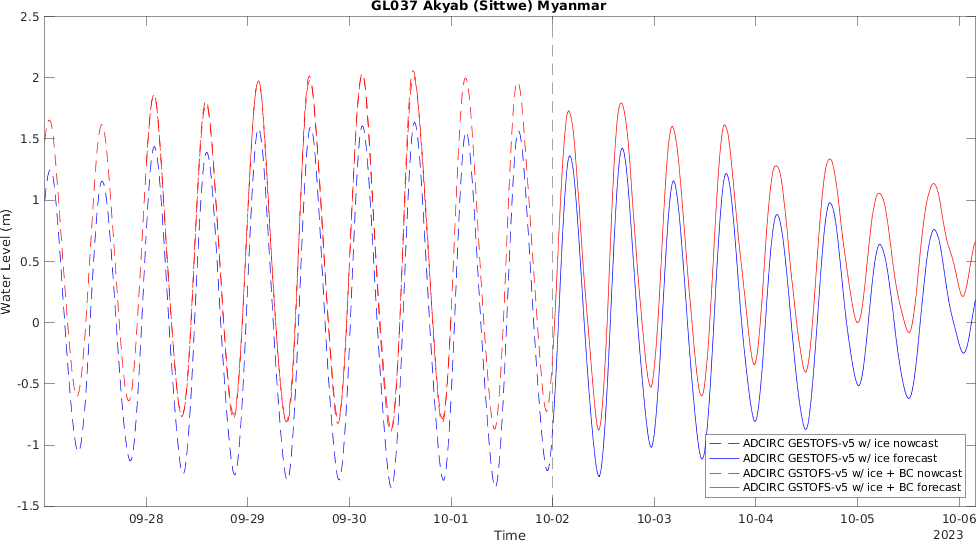 GL037 Akyab (Sittwe) Myanmar
2.5
2
1.5
1
0.5
0
-0.5
-1
-1.5
Water Level (m)
ADCIRC GESTOFS-v5 w/ ice nowcast
ADCIRC GESTOFS-v5 w/ ice forecast
ADCIRC GSTOFS-v5 w/ ice + BC nowcast
ADCIRC GSTOFS-v5 w/ ice + BC forecast
09-28 09-29 09-30 10-01 10-02 10-03 10-04 10-05 10-06
Time
2023